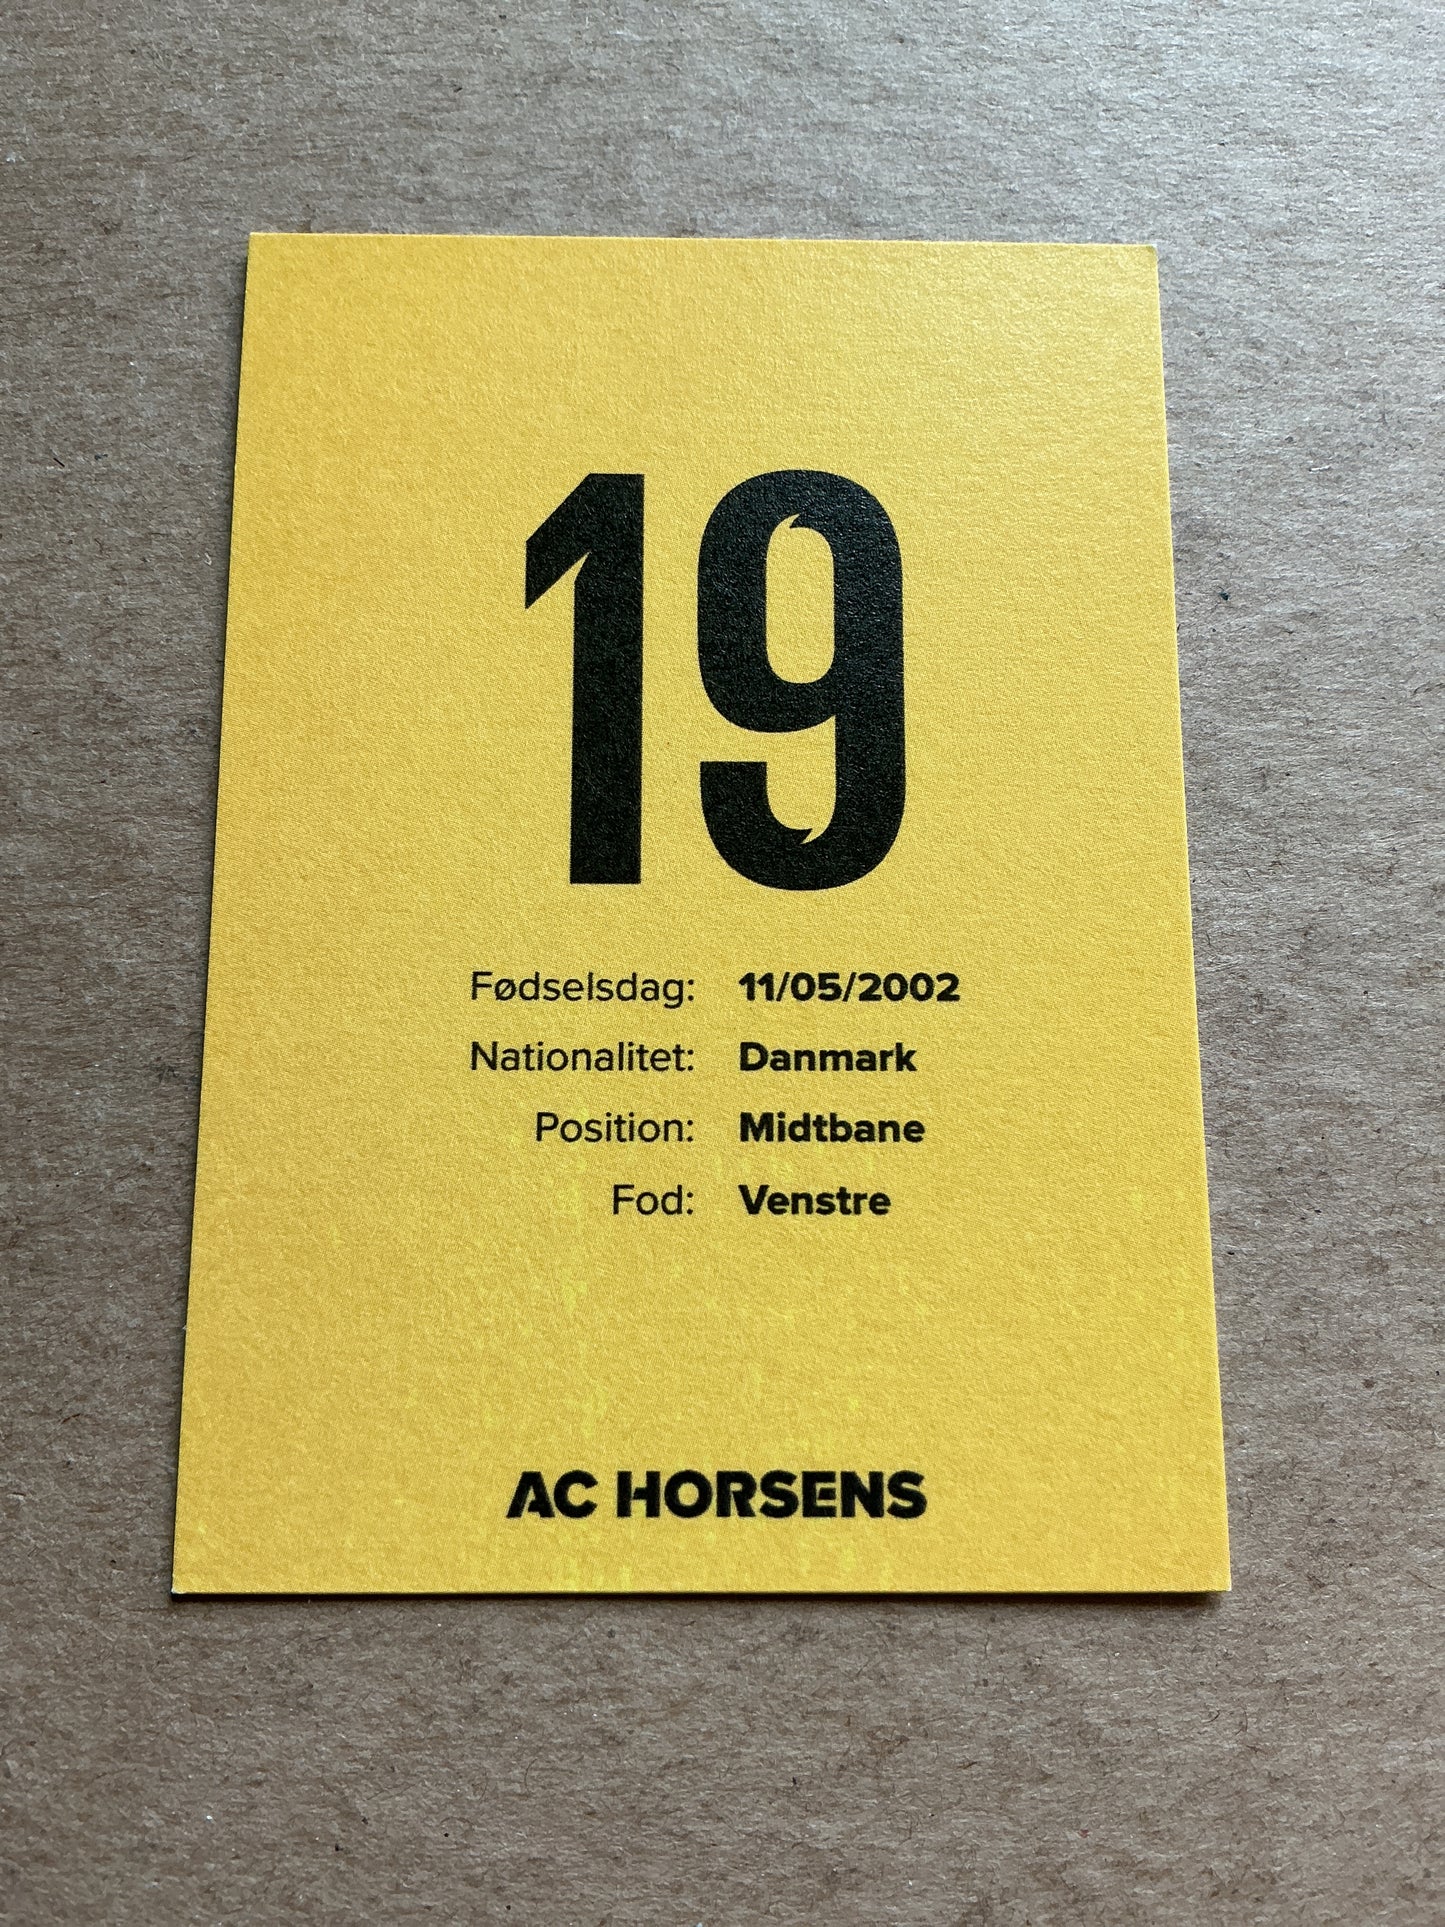 19
Fødselsdag: 11/05/2002
Nationalitet: Danmark
Position: Midtbane
Fod: Venstre
AC HORSENS